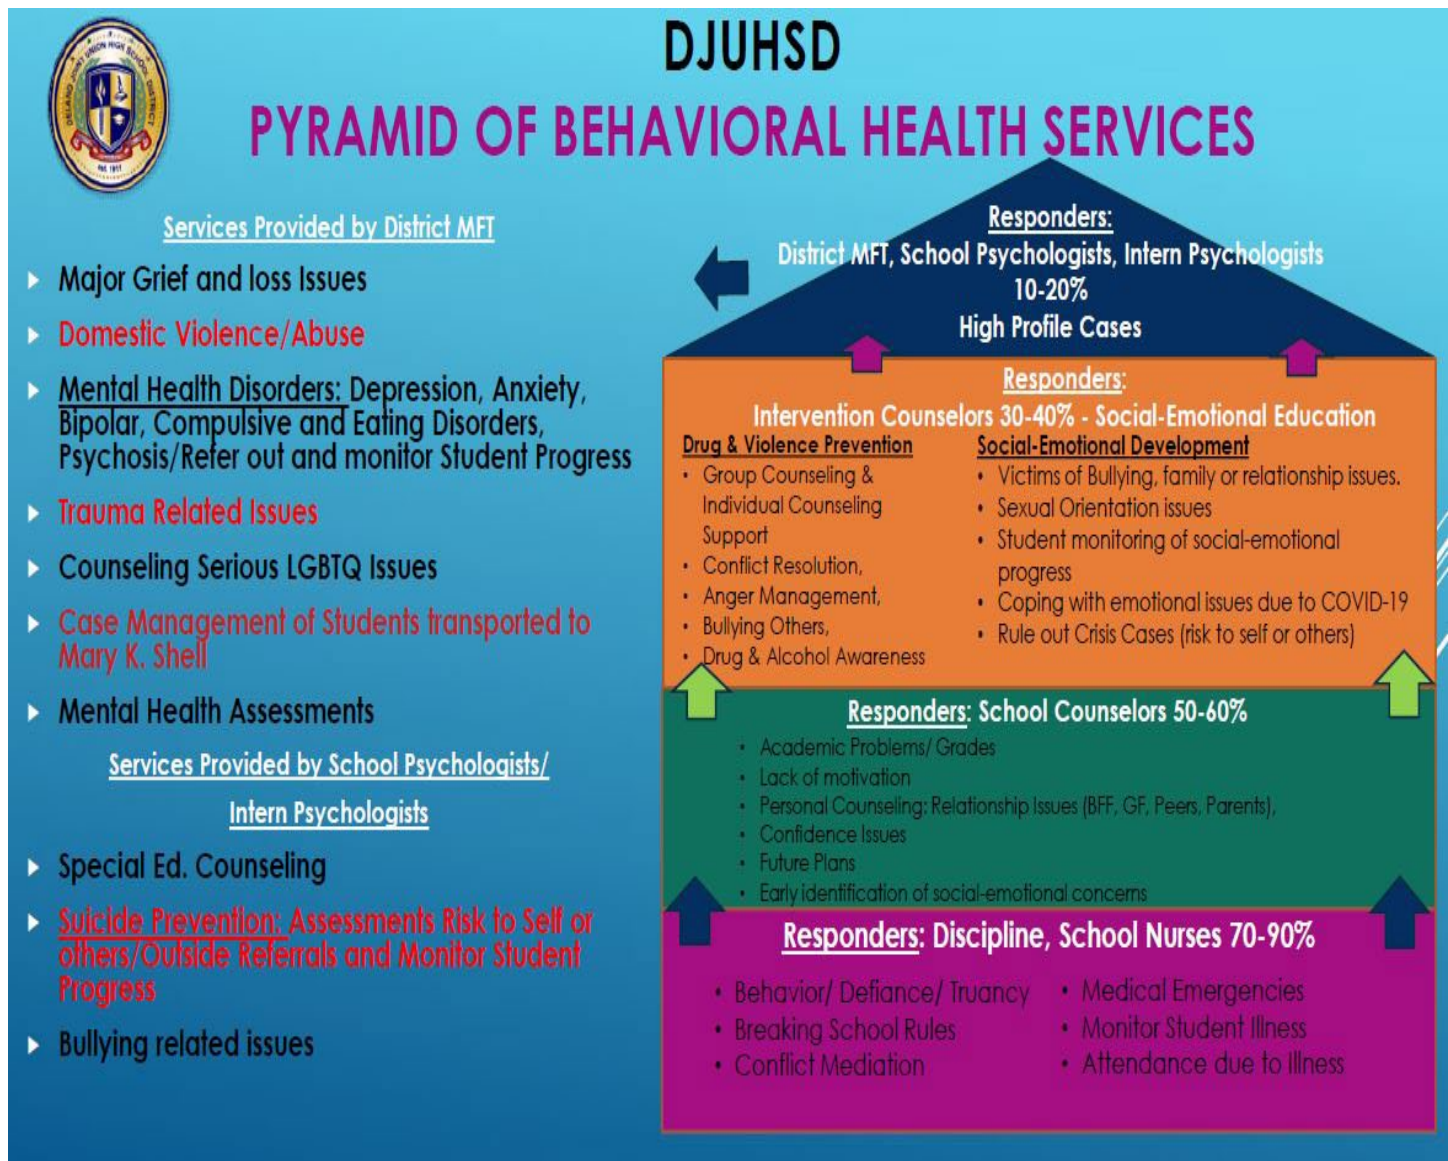 DJUHSD
PYRAMID OF BEHAVIORAL HEALTH SERVICES
DELANO JOINT UNION HIGH SCHOOL DISTRICT
est. 1911
Services Provided by District MFT
Major Grief and loss Issues
Domestic Violence/Abuse
Mental Health Disorders: Depression, Anxiety,
Bipolar, Compulsive and Eating Disorders,
Psychosis/Refer out and monitor Student Progress
Trauma Related Issues
Counseling Serious LGBTQ Issues
Case Management of Students transported to
Mary K. Shell
Mental Health Assessments
Services Provided by School Psychologists/
Intern Psychologists
Special Ed. Counseling
Suicide Prevention: Assessments Risk to Self or
others/Outside Referrals and Monitor Student
Progress
Bullying related issues
Responders:
District MFT, School Psychologists, Intern Psychologists
10-20%
High Profile Cases
Responders:
Intervention Counselors 30-40% - Social-Emotional Education
Drug & Violence Prevention
• Group Counseling &
Individual Counseling
Support
• Conflict Resolution,
• Anger Management,
• Bullying Others,
• Drug & Alcohol Awareness
Social-Emotional Development
• Victims of Bullying, family or relationship issues.
• Sexual Orientation issues
• Student monitoring of social-emotional
progress
• Coping with emotional issues due to COVID-19
• Rule out Crisis Cases (risk to self or others)
Responders: School Counselors 50-60%
• Academic Problems/ Grades
• Lack of motivation
• Personal Counseling: Relationship Issues (BFF, GF, Peers, Parents),
• Confidence Issues
• Future Plans
• Early identification of social-emotional concerns
Responders: Discipline, School Nurses 70-90%
• Behavior/ Defiance/ Truancy
• Breaking School Rules
• Conflict Mediation
• Medical Emergencies
• Monitor Student Illness
• Attendance due to Illness